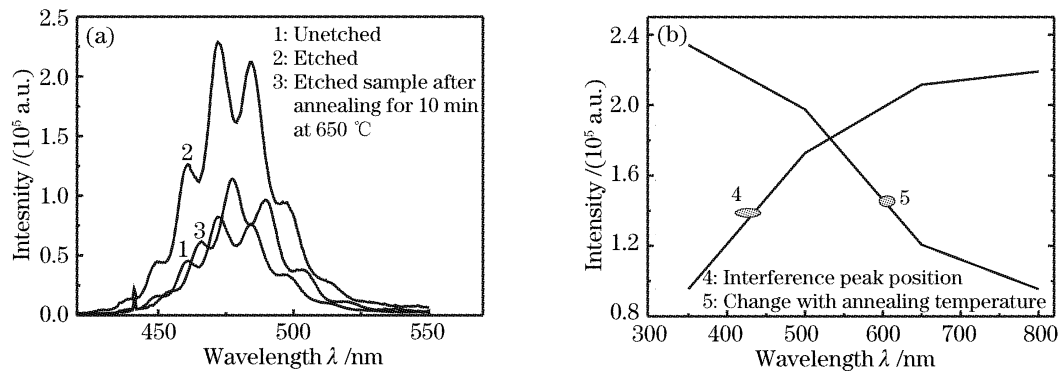 (a)
1: Unetched
2: Etched
3: Etched sample after
annealing for 10 min
at 650 ℃
2
3
1
2.5
2.0
1.5
1.0
0.5
0.0
450
500
550
Intesnity /(10⁵ a.u.)
Wavelength λ /nm
(b)
4
5
4: Interference peak position
5: Change with annealing temperature
2.4
2.0
1.6
1.2
0.8
300
400
500
600
700
800
Intensity /(10⁵ a.u.)
Wavelength λ /nm